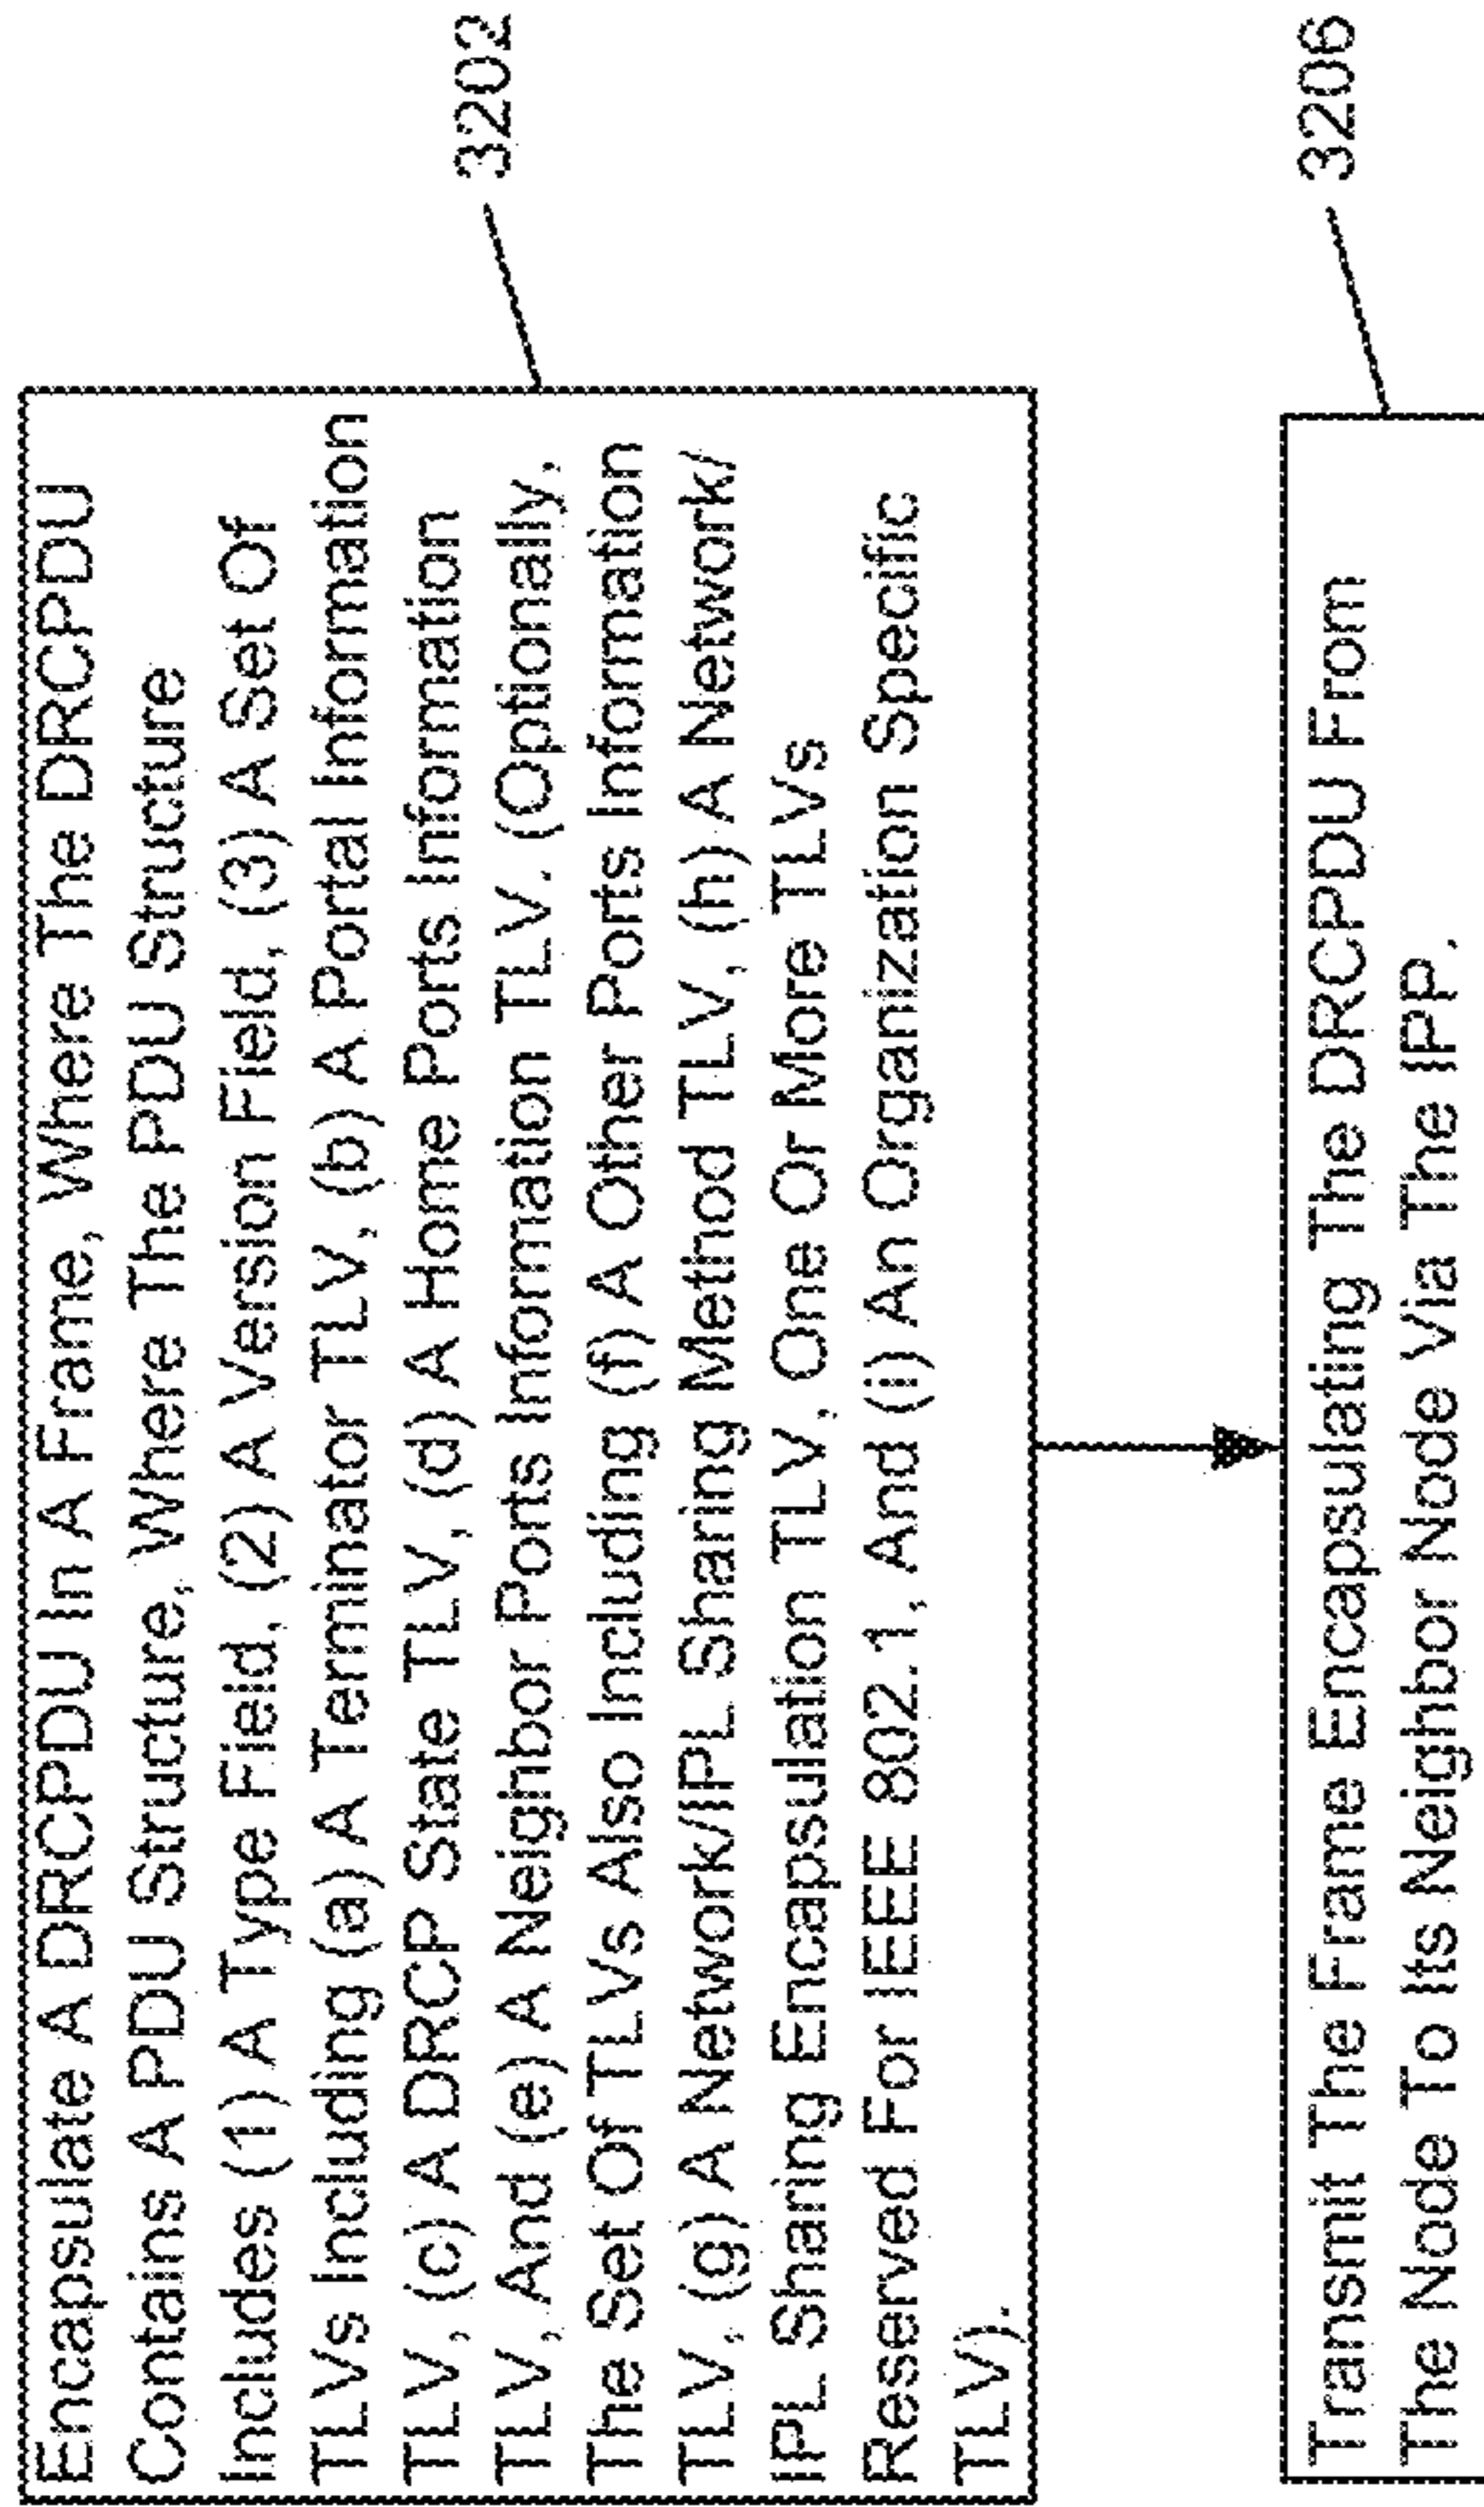 Encapsulate A DRCPDU In A Frame, Where The DRCPDU
Contains A PDU Structure, Where The PDU Structure
Includes (1) A Type Field, (2) A Version Field, (3) A Set Of
TLVs Including (a) A Terminator TLV, (b) A Portal Information
TLV, (c) A DRCP State TLV, (d) A Home Ports Information
TLV, And (e) A Neighbor Ports Information TLV. (Optionally,
The Set Of TLVs Also Including (f) A Other Ports Information
TLV, (g) A Network/IPL Sharing Method TLV, (h) A Network/
IPL Sharing Encapsulation TLV, One Or More TLVs
Reserved For IEEE 802.1, And (i) An Organization Specific
TLV).
3202
Transmit The Frame Encapsulating The DRCPDU From
The Node To Its Neighbor Node Via The IPP.
3206